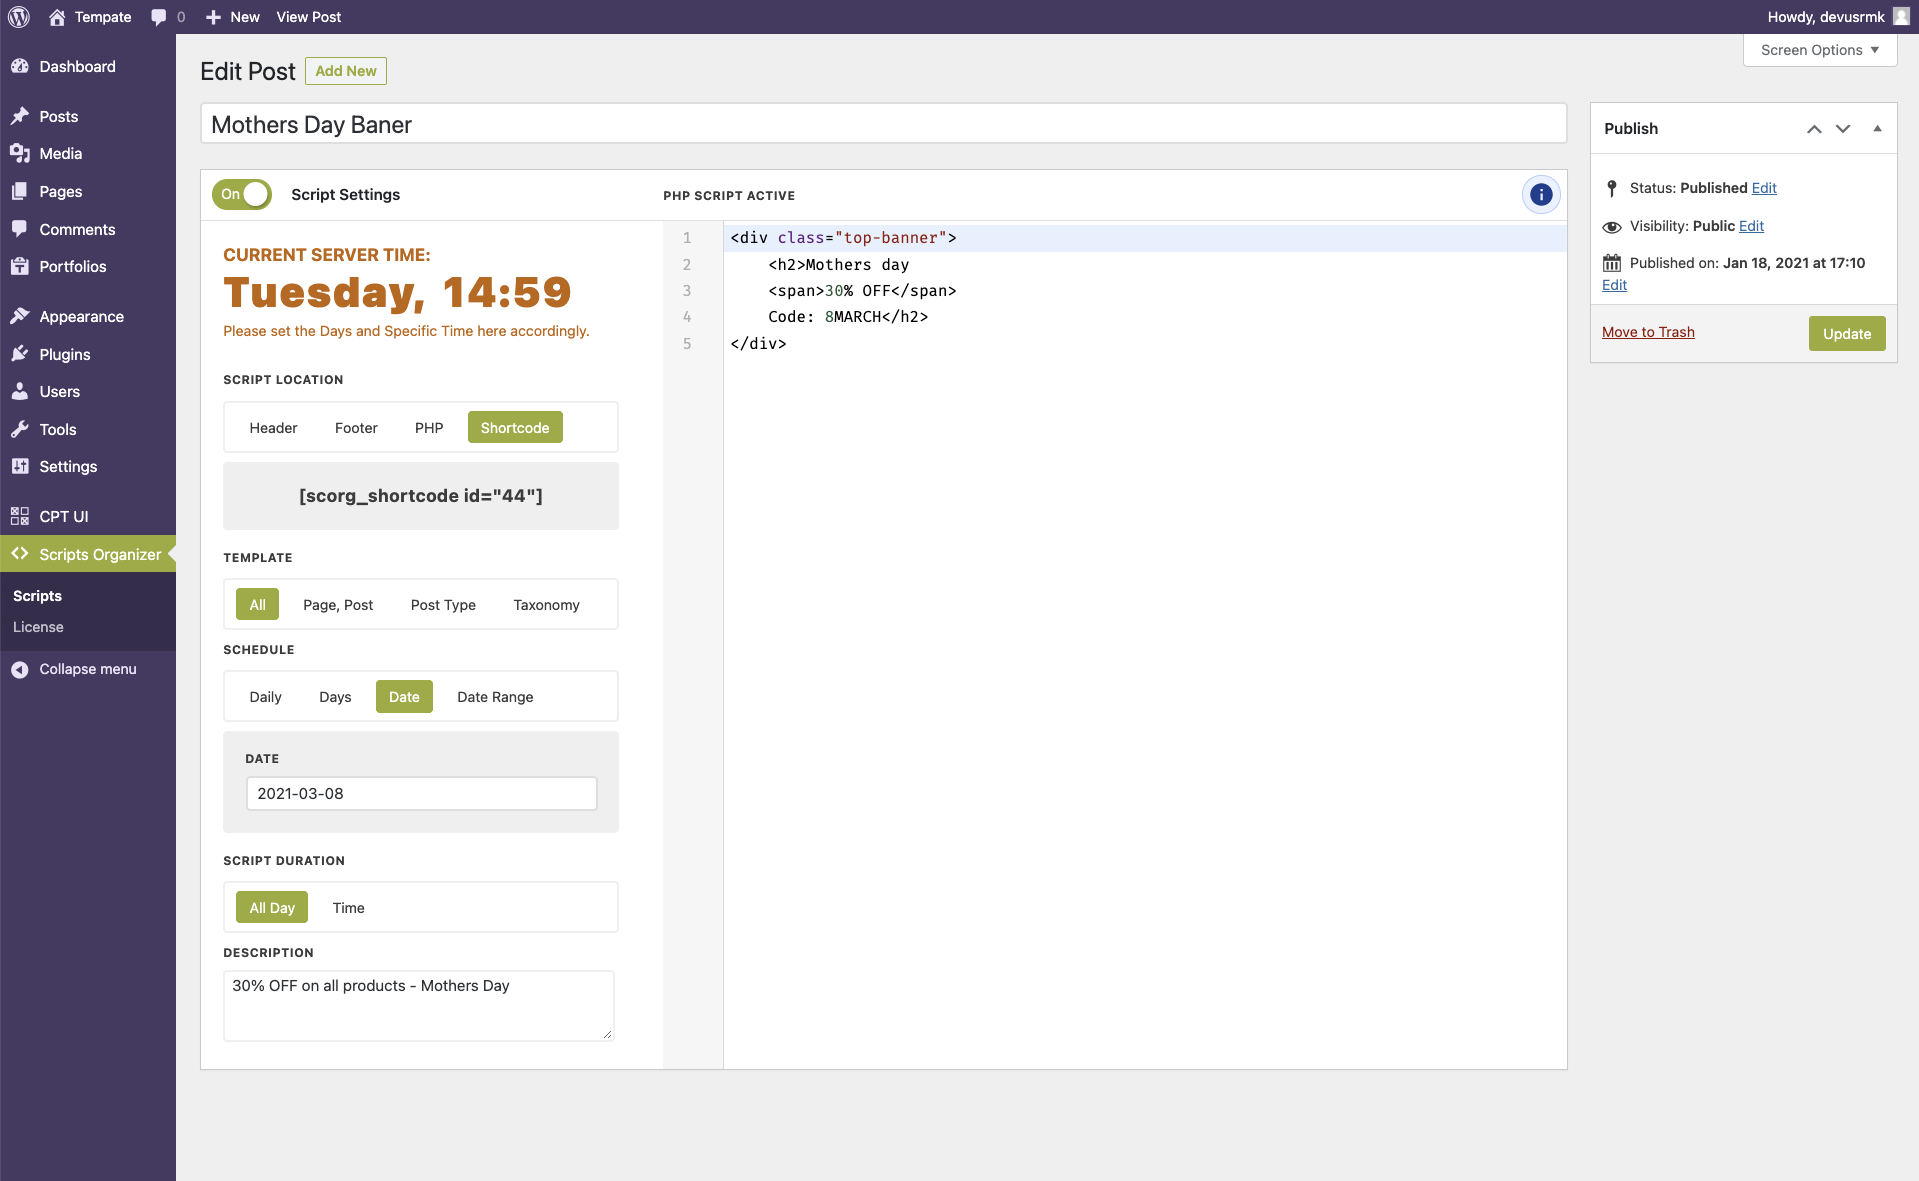 Tempate 0 New View Post Howdy, devusrmk
Screen Options
Dashboard
Posts
Media
Pages
Comments
Portfolios
Appearance
Plugins
Users
Tools
Settings
CPT UI
Scripts Organizer
Scripts
License
Collapse menu
Edit Post Add New
Mothers Day Baner
On Script Settings PHP SCRIPT ACTIVE
CURRENT SERVER TIME:
Tuesday, 14:59
Please set the Days and Specific Time here accordingly.
SCRIPT LOCATION
Header Footer PHP Shortcode
[scorg_shortcode id="44"]
TEMPLATE
All Page, Post Post Type Taxonomy
SCHEDULE
Daily Days Date Date Range
DATE
2021-03-08
SCRIPT DURATION
All Day Time
DESCRIPTION
30% OFF on all products - Mothers Day
1 <div class="top-banner">
2 <h2>Mothers day
3 <span>30% OFF</span>
4 Code: 8MARCH</h2>
5 </div>
Publish
Status: Published Edit
Visibility: Public Edit
Published on: Jan 18, 2021 at 17:10
Edit
Move to Trash Update